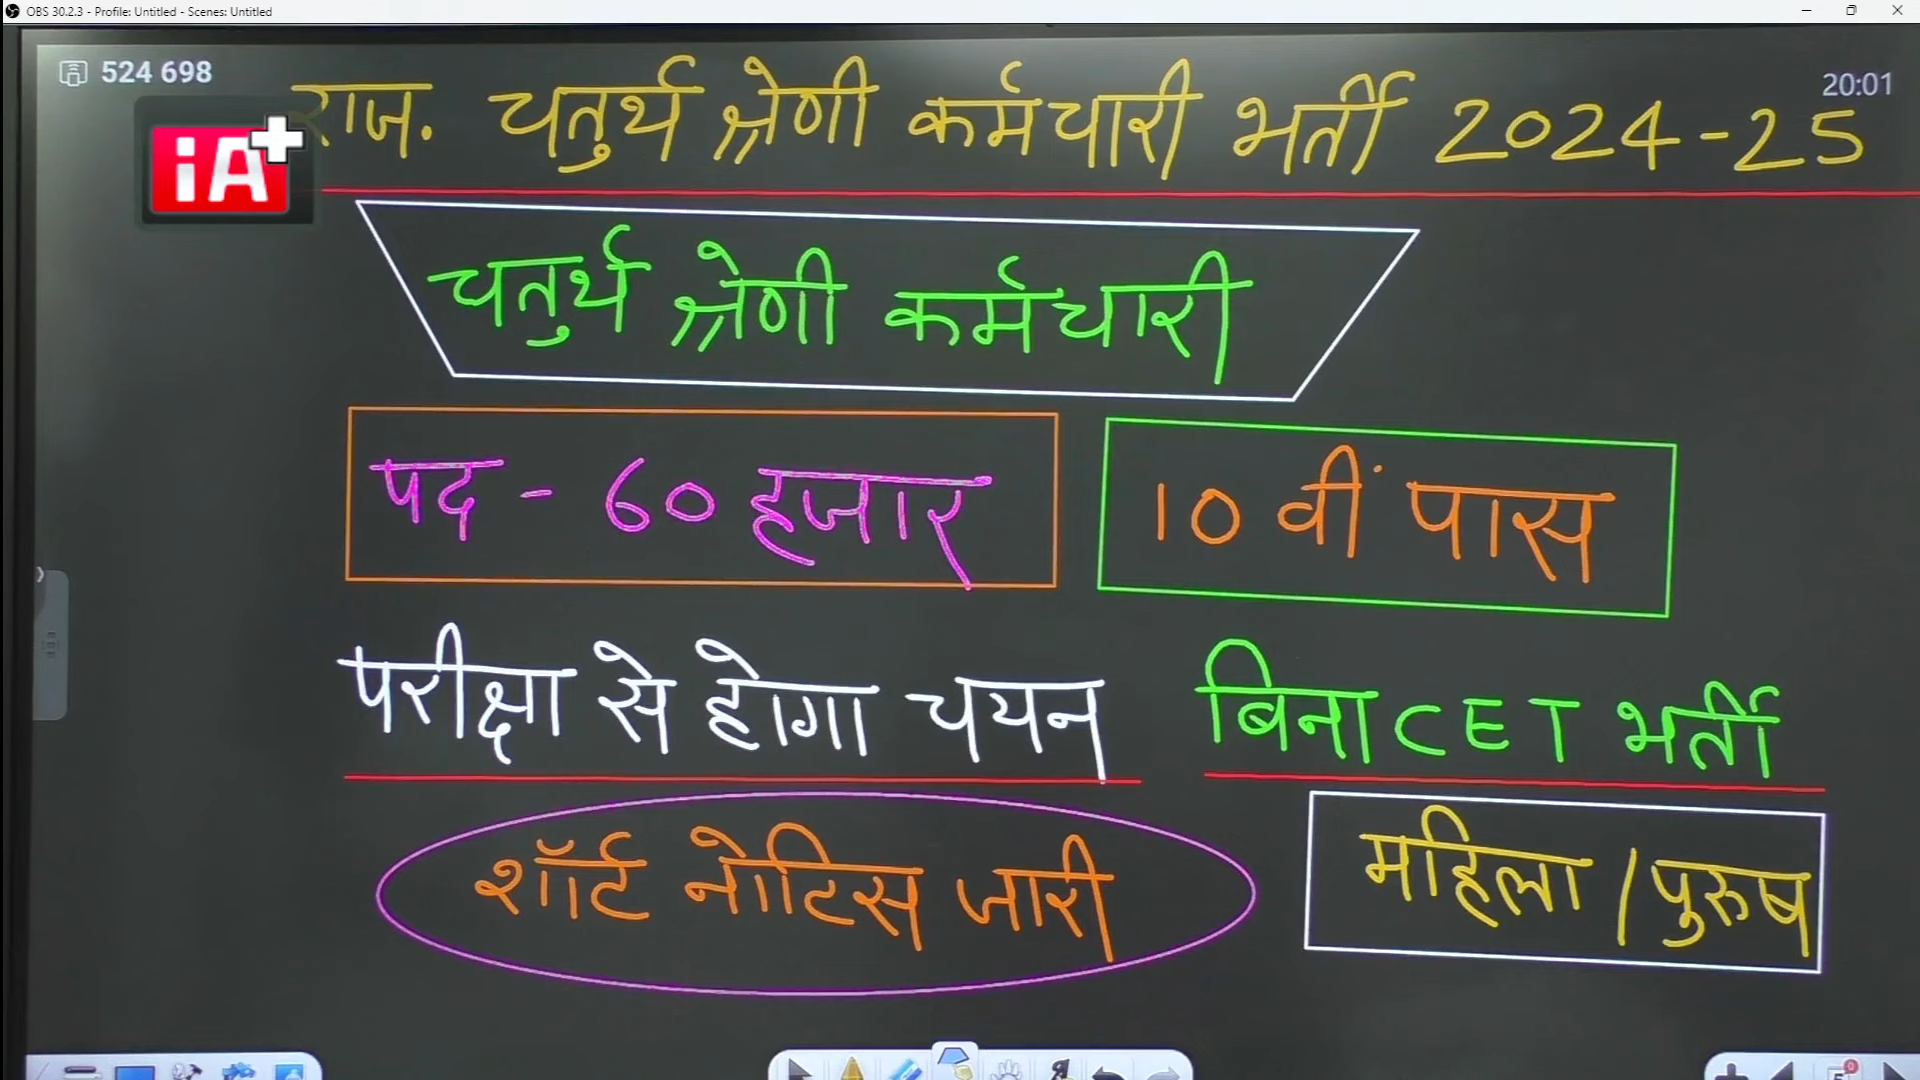 OBS 30.2.3 - Profile: Untitled - Scenes: Untitled
524 698
20:01
iA+
राज. चतुर्थ श्रेणी कर्मचारी भर्ती 2024-25
चतुर्थ श्रेणी कर्मचारी
पद - 60 हजार
10 वीं पास
परीक्षा से होगा चयन
बिना CET भर्ती
शॉर्ट नोटिस जारी
महिला / पुरुष